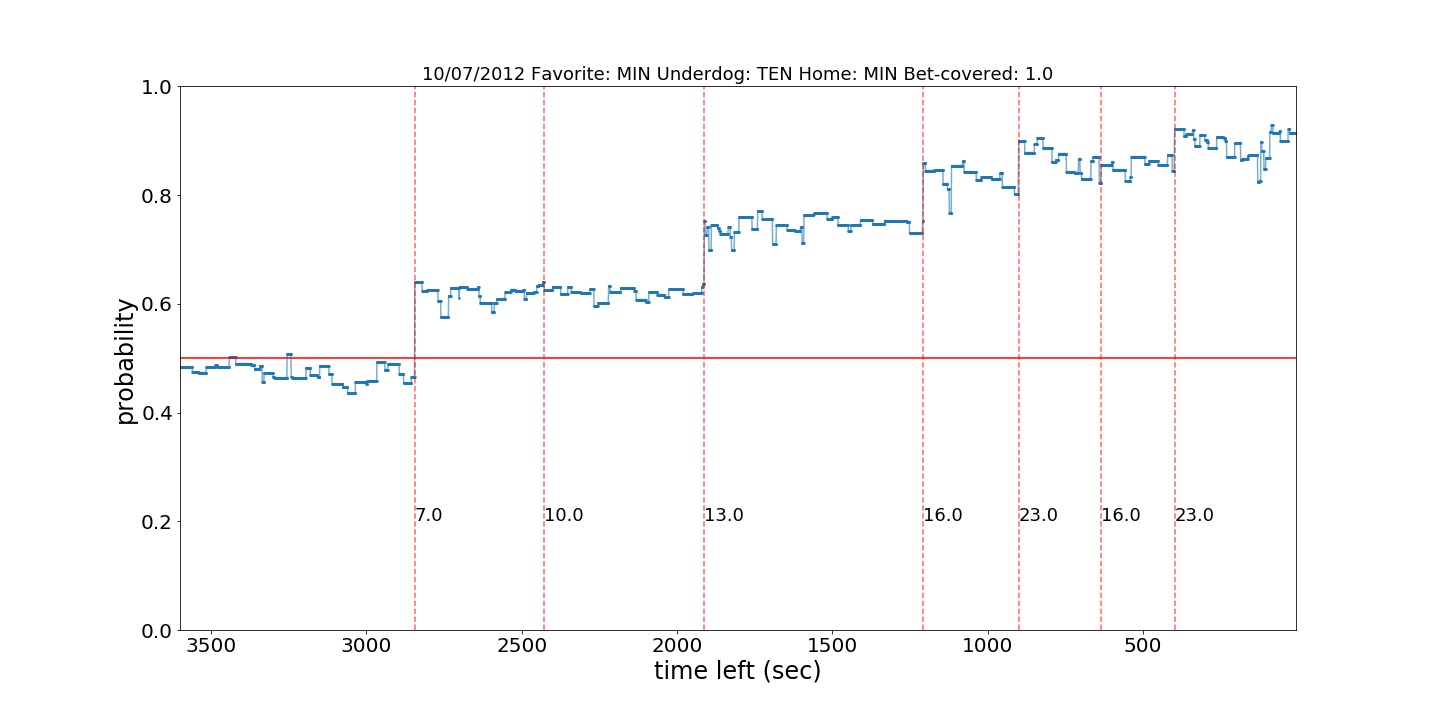 10/07/2012 Favorite: MIN Underdog: TEN Home: MIN Bet-covered: 1.0
1.0
0.8
0.6
0.4
0.2
0.0
probability
7.0 10.0 13.0 16.0 23.0 16.0 23.0
3500 3000 2500 2000 1500 1000 500
time left (sec)